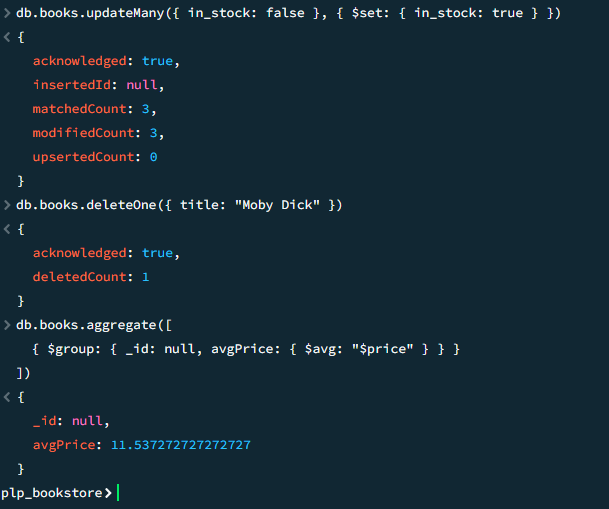 > db.books.updateMany({ in_stock: false }, { $set: { in_stock: true } })
< {
acknowledged: true,
insertedId: null,
matchedCount: 3,
modifiedCount: 3,
upsertedCount: 0
}
> db.books.deleteOne({ title: "Moby Dick" })
< {
acknowledged: true,
deletedCount: 1
}
> db.books.aggregate([
{ $group: { _id: null, avgPrice: { $avg: "$price" } } }
])
< {
_id: null,
avgPrice: 11.537272727272727
}
plp_bookstore>